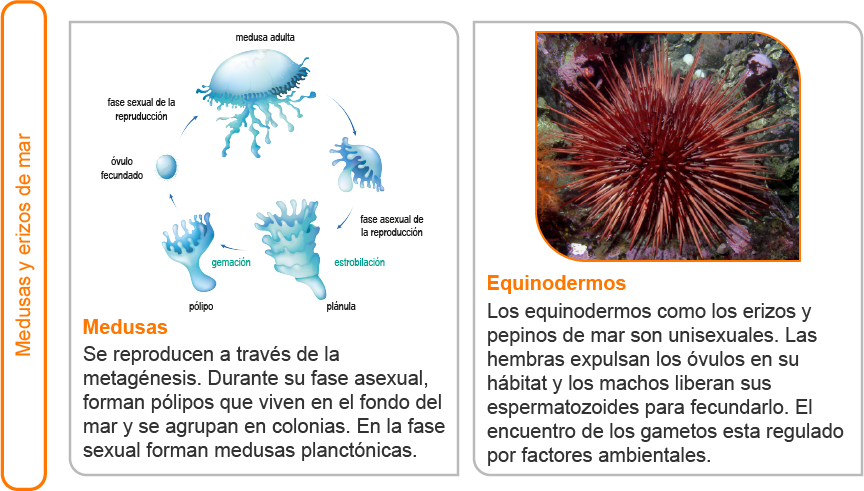 Medusas y erizos de mar
medusa adulta
fase sexual de la
repruducción
óvulo
fecundado
fase asexual de
la reproducción
gemación
estrobilación
pólipo
plánula
Medusas
Se reproducen a través de la
metagénesis. Durante su fase asexual,
forman pólipos que viven en el fondo del
mar y se agrupan en colonias. En la fase
sexual forman medusas planctónicas.
Equinodermos
Los equinodermos como los erizos y
pepinos de mar son unisexuales. Las
hembras expulsan los óvulos en su
hábitat y los machos liberan sus
espermatozoides para fecundarlo. El
encuentro de los gametos esta regulado
por factores ambientales.